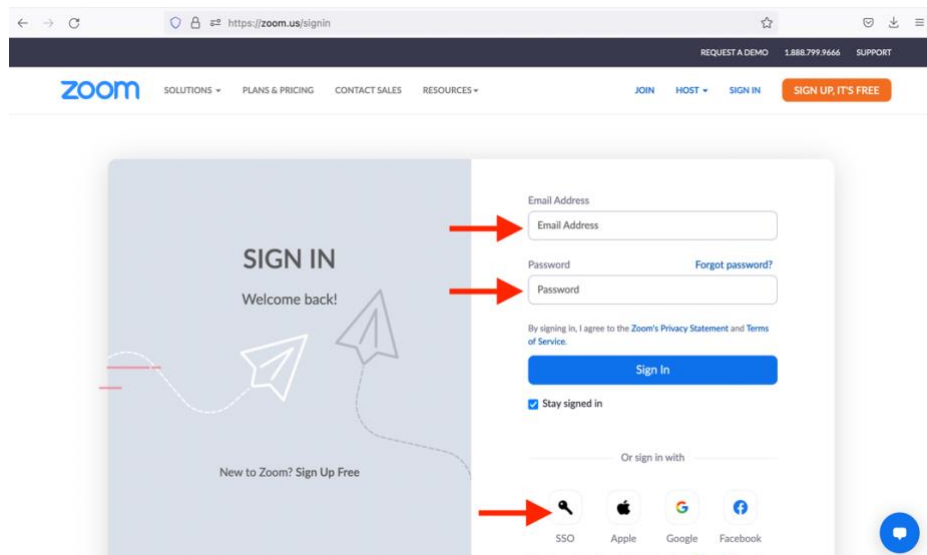 https://zoom.us/signin
REQUEST A DEMO 1.888.799.9666 SUPPORT
zoom SOLUTIONS PLANS & PRICING CONTACT SALES RESOURCES JOIN HOST SIGN IN SIGN UP, IT'S FREE
Email Address
Email Address
SIGN IN
Password Forgot password?
Welcome back!
Password
By signing in, I agree to the Zoom's Privacy Statement and Terms
of Service.
Sign In
Stay signed in
Or sign in with
New to Zoom? Sign Up Free
SSO Apple Google Facebook